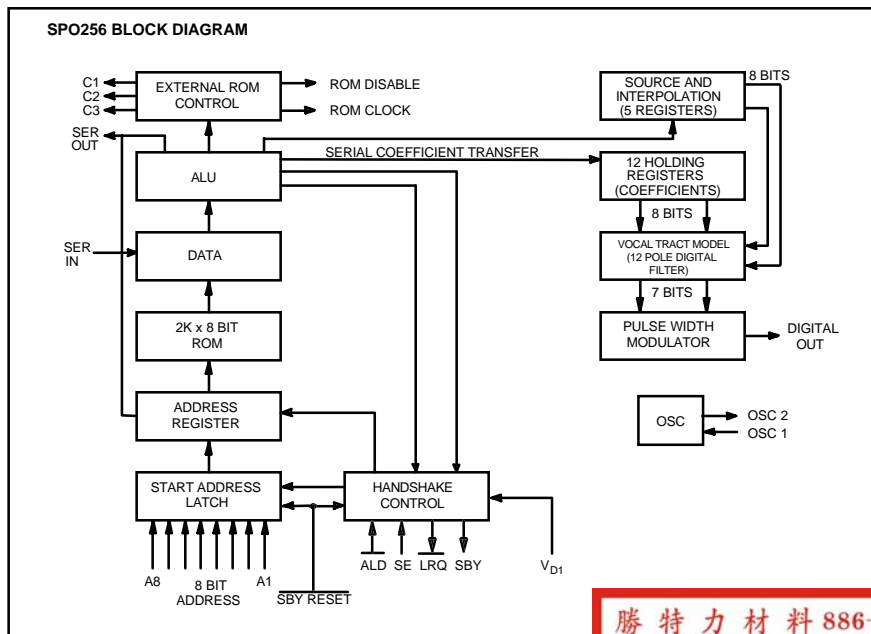 SPO256 BLOCK DIAGRAM
C1
C2
C3
EXTERNAL ROM
CONTROL
ROM DISABLE
ROM CLOCK
SER
OUT
ALU
SERIAL COEFFICIENT TRANSFER
SER
IN
DATA
2K x 8 BIT
ROM
ADDRESS
REGISTER
START ADDRESS
LATCH
HANDSHAKE
CONTROL
A8
8 BIT
ADDRESS
A1
SBY RESET
ALD
SE
LRQ
SBY
VD1
SOURCE AND
INTERPOLATION
(5 REGISTERS)
8 BITS
12 HOLDING
REGISTERS
(COEFFICIENTS)
8 BITS
VOCAL TRACT MODEL
(12 POLE DIGITAL
FILTER)
7 BITS
PULSE WIDTH
MODULATOR
DIGITAL
OUT
OSC
OSC 2
OSC 1
勝特力材料 886-